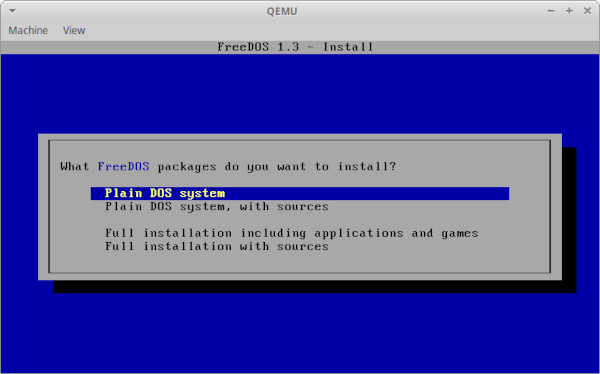 QEMU
Machine View
FreeDOS 1.3 - Install
What FreeDOS packages do you want to install?
Plain DOS system
Plain DOS system, with sources
Full installation including applications and games
Full installation with sources